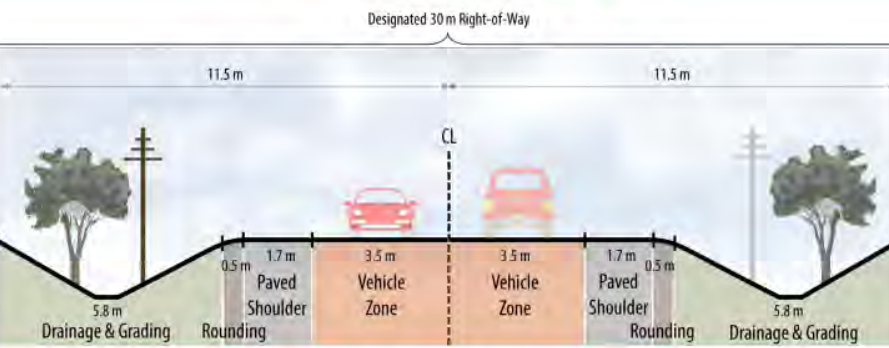 Designated 30 m Right-of-Way
11.5 m
11.5 m
CL
0.5 m
1.7 m
3.5 m
3.5 m
1.7 m
0.5 m
Paved
Shoulder
Vehicle
Zone
Vehicle
Zone
Paved
Shoulder
5.8 m
5.8 m
Drainage & Grading
Rounding
Rounding
Drainage & Grading